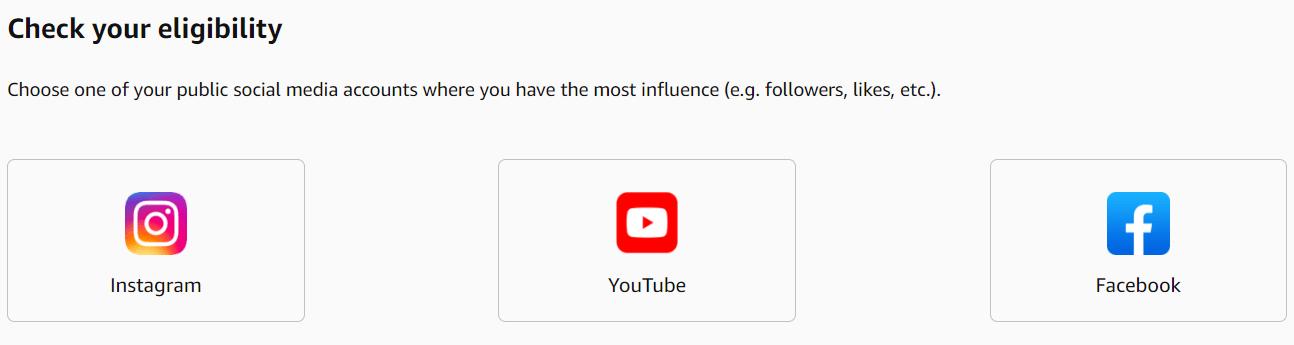 Check your eligibility
Choose one of your public social media accounts where you have the most influence (e.g. followers, likes, etc.).
Instagram
YouTube
Facebook